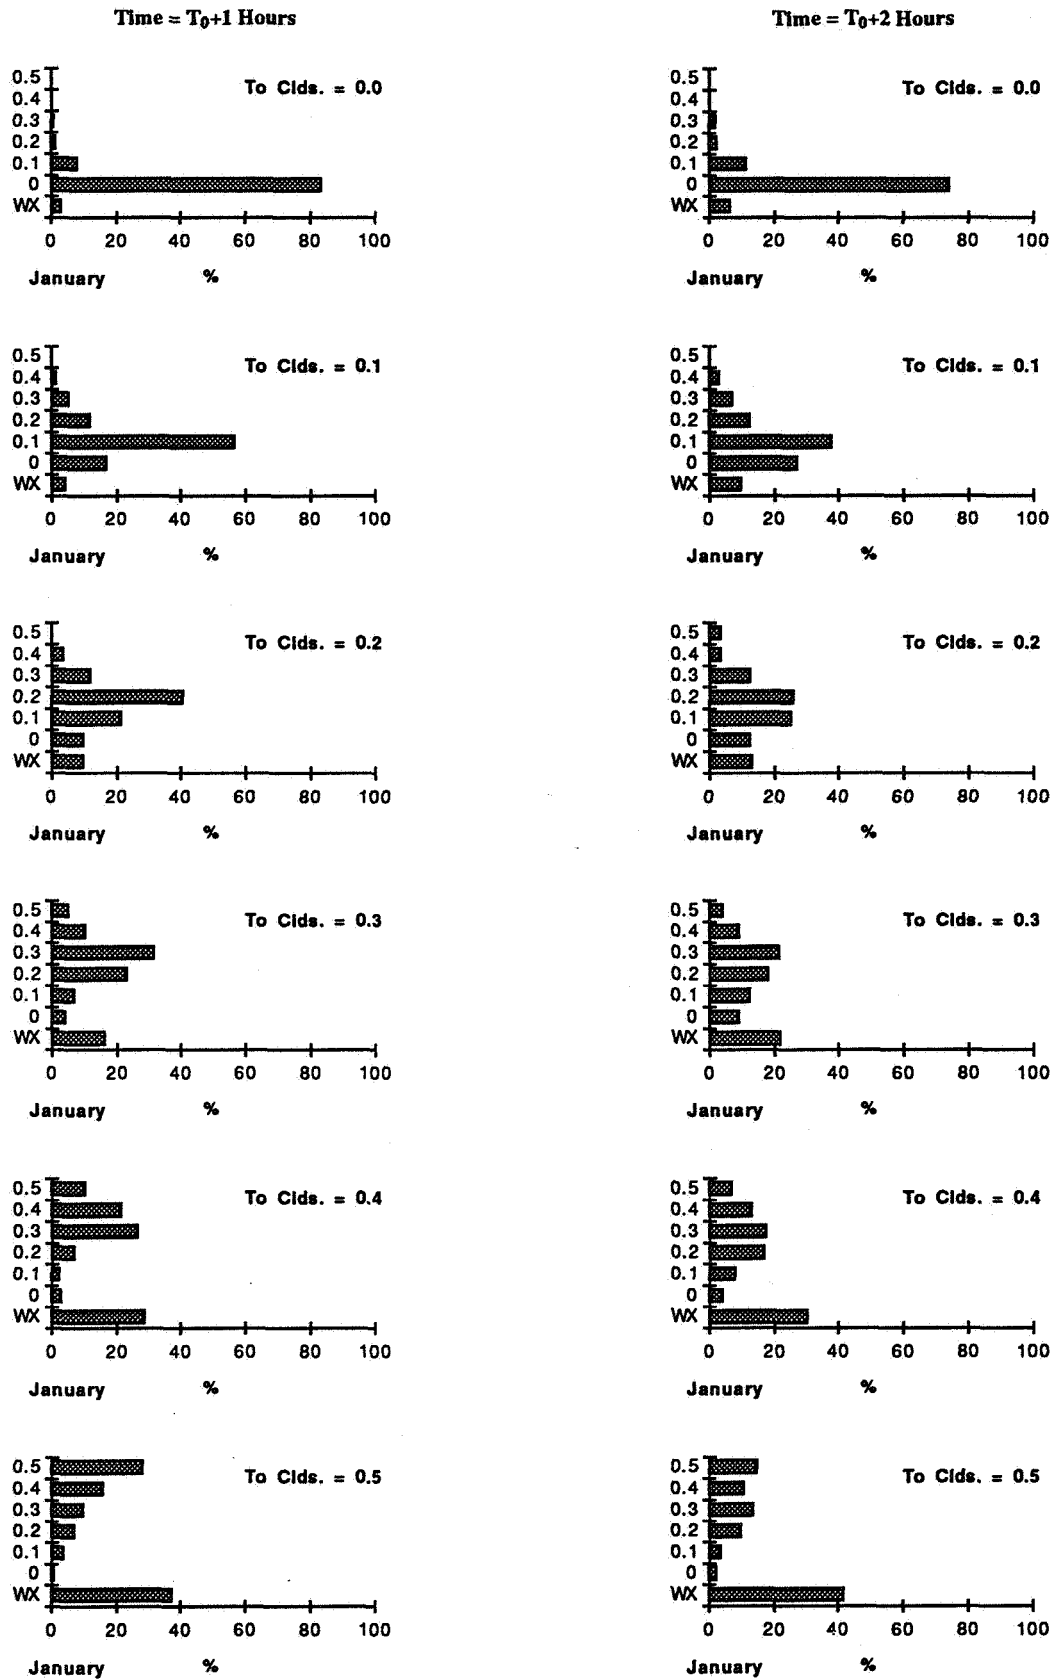 Time = T0+1 Hours
0.5
0.4
0.3
0.2
0.1
0
WX
To Clds. = 0.0
0 20 40 60 80 100
January %
0.5
0.4
0.3
0.2
0.1
0
WX
To Clds. = 0.1
0 20 40 60 80 100
January %
0.5
0.4
0.3
0.2
0.1
0
WX
To Clds. = 0.2
0 20 40 60 80 100
January %
0.5
0.4
0.3
0.2
0.1
0
WX
To Clds. = 0.3
0 20 40 60 80 100
January %
0.5
0.4
0.3
0.2
0.1
0
WX
To Clds. = 0.4
0 20 40 60 80 100
January %
0.5
0.4
0.3
0.2
0.1
0
WX
To Clds. = 0.5
0 20 40 60 80 100
January %
Time = T0+2 Hours
0.5
0.4
0.3
0.2
0.1
0
WX
To Clds. = 0.0
0 20 40 60 80 100
January %
0.5
0.4
0.3
0.2
0.1
0
WX
To Clds. = 0.1
0 20 40 60 80 100
January %
0.5
0.4
0.3
0.2
0.1
0
WX
To Clds. = 0.2
0 20 40 60 80 100
January %
0.5
0.4
0.3
0.2
0.1
0
WX
To Clds. = 0.3
0 20 40 60 80 100
January %
0.5
0.4
0.3
0.2
0.1
0
WX
To Clds. = 0.4
0 20 40 60 80 100
January %
0.5
0.4
0.3
0.2
0.1
0
WX
To Clds. = 0.5
0 20 40 60 80 100
January %